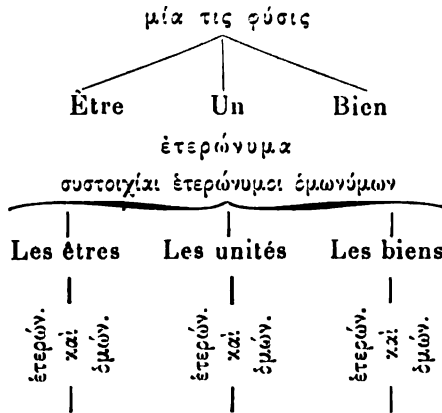 μία τις φύσις
Être Un Bien
ἑτερώνυμα
συστοιχίαι ἑτερώνυμοι ὁμωνύμων
Les êtres Les unités Les biens
ἑτερών. ἑτερών. ἑτερών.
καὶ καὶ καὶ
ὁμών. ὁμών. ὁμών.